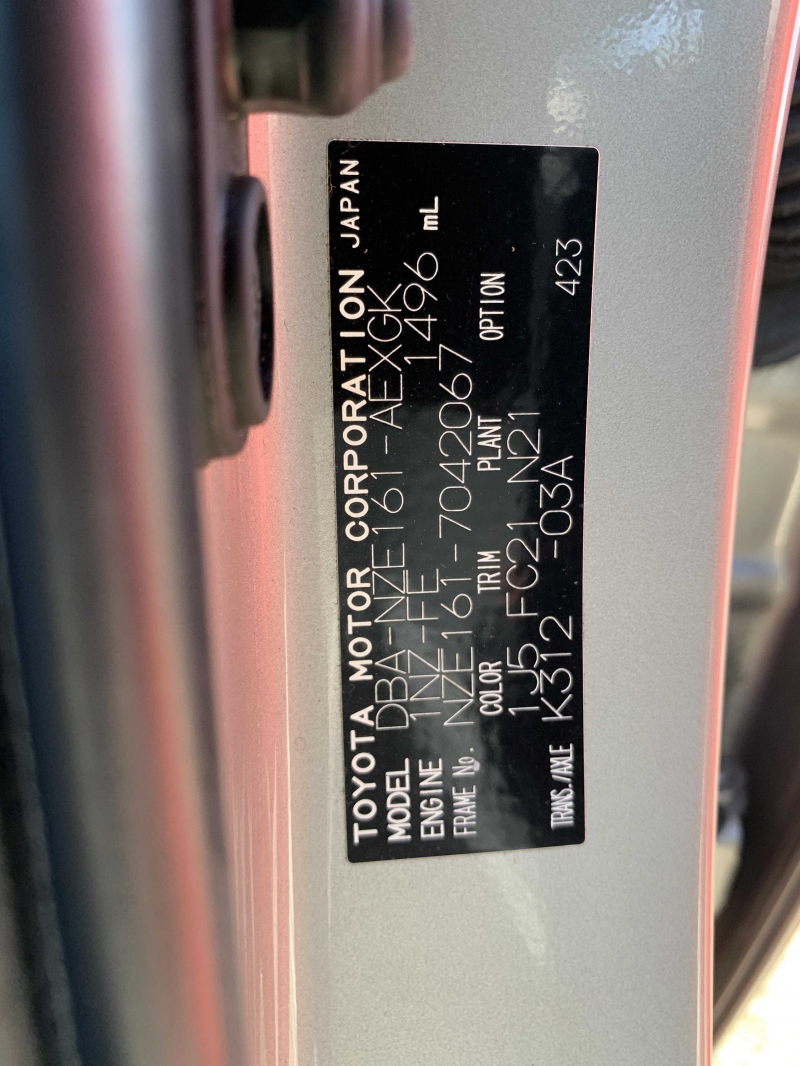 TOYOTA MOTOR CORPORATION JAPAN
MODEL DBA-NZE161-AEXGK
ENGINE 1NZ-FE 1496 mL
FRAME No. NZE161-7042067
COLOR TRIM PLANT OPTION
1J5 FC21 N21
TRANS./AXLE K312 -03A 423